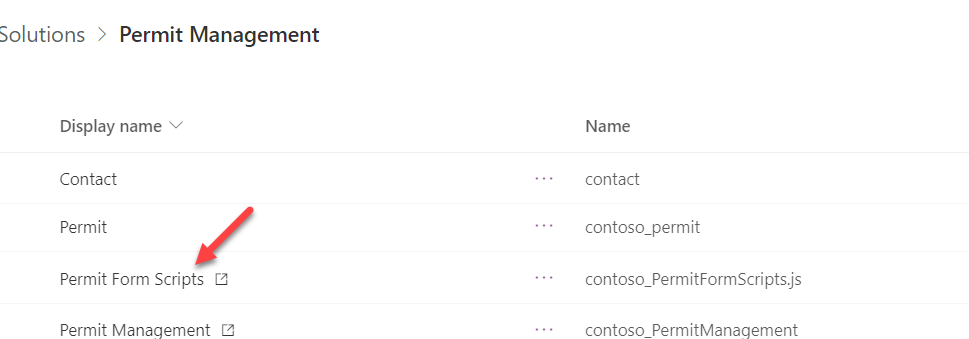 Solutions > Permit Management
Display name Name
Contact ... contact
Permit ... contoso_permit
Permit Form Scripts ... contoso_PermitFormScripts.js
Permit Management ... contoso_PermitManagement